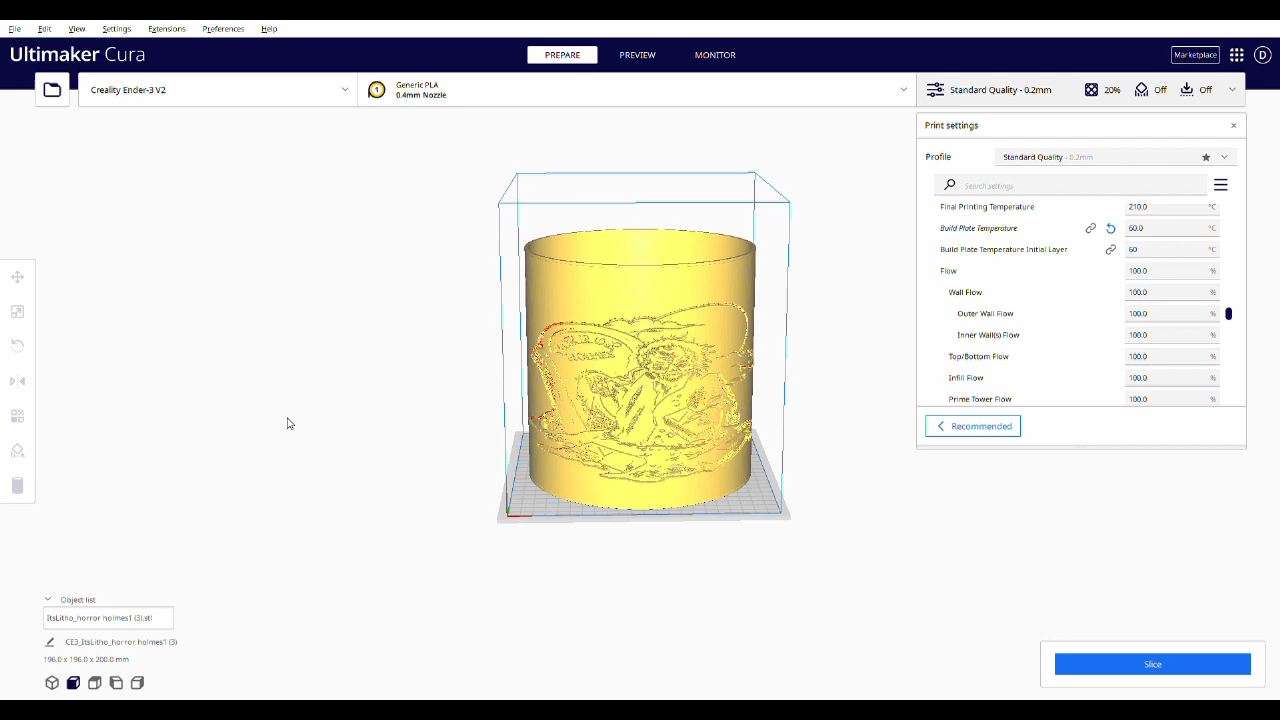 File Edit View Settings Extensions Preferences Help
Ultimaker Cura
PREPARE PREVIEW MONITOR
Marketplace
D
Creality Ender-3 V2
1
Generic PLA
0.4mm Nozzle
Standard Quality - 0.2mm
20%
Off
Off
Print settings
Profile
Standard Quality - 0.2mm
Search settings
Final Printing Temperature 210.0 °C
Build Plate Temperature 60.0 °C
Build Plate Temperature Initial Layer 60 °C
Flow 100.0 %
Wall Flow 100.0 %
Outer Wall Flow 100.0 %
Inner Wall(s) Flow 100.0 %
Top/Bottom Flow 100.0 %
Infill Flow 100.0 %
Prime Tower Flow 100.0 %
Recommended
Object list
ItsLitho_horror holmes1 (3).stl
CE3_ItsLitho_horror holmes1 (3)
196.0 x 196.0 x 200.0 mm
Slice